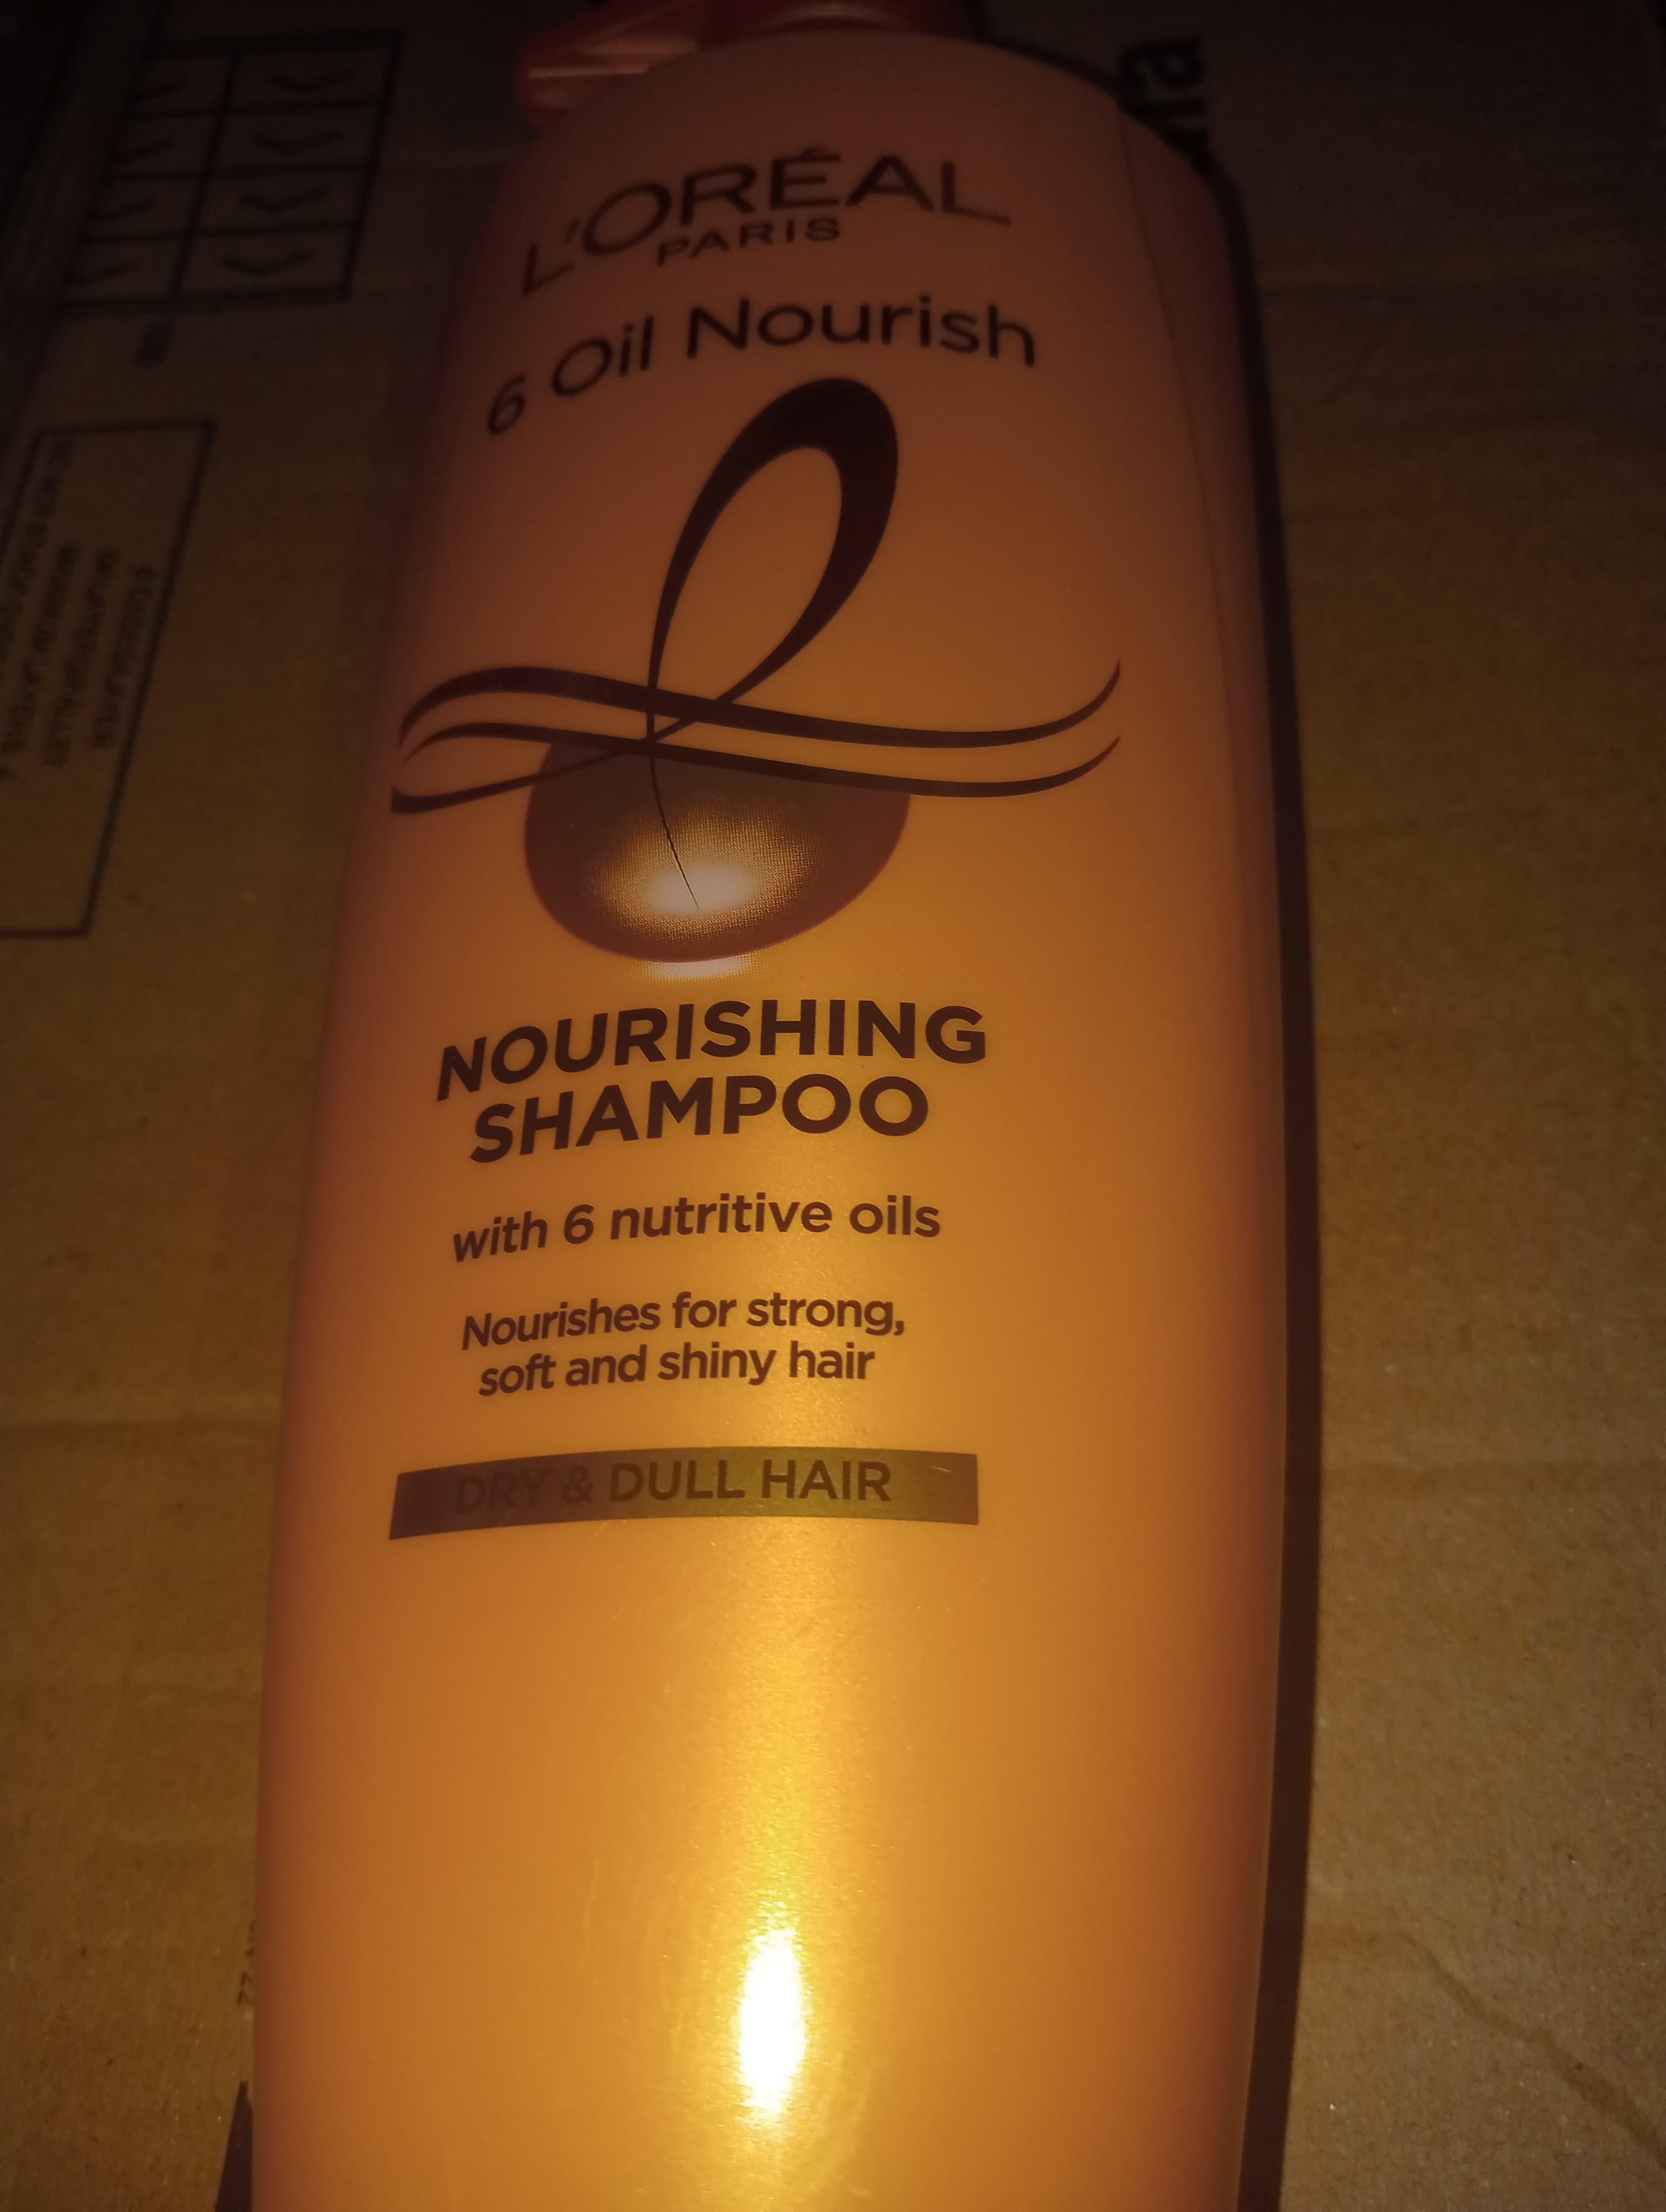 L'ORÉAL
PARIS
6 Oil Nourish
NOURISHING
SHAMPOO
with 6 nutritive oils
Nourishes for strong,
soft and shiny hair
DRY & DULL HAIR